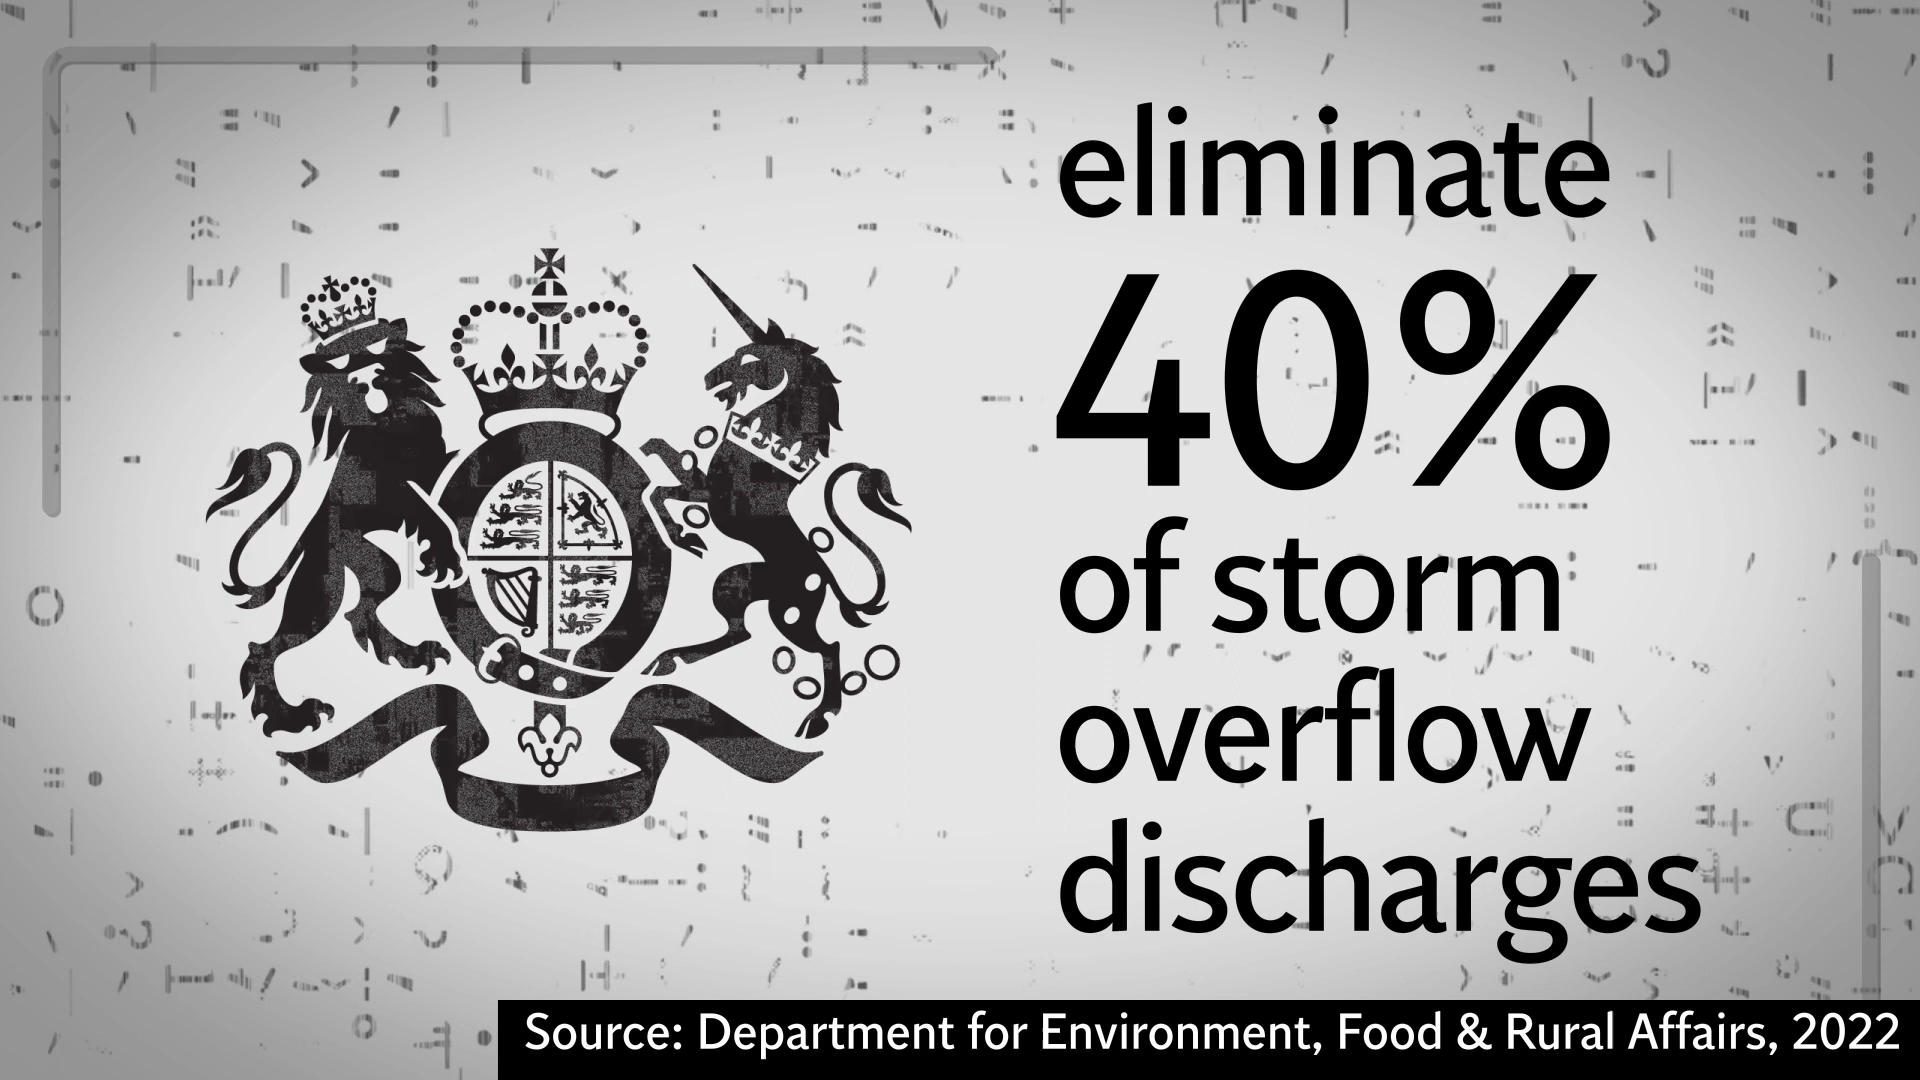 eliminate
40%
of storm
overflow
discharges
Source: Department for Environment, Food & Rural Affairs, 2022